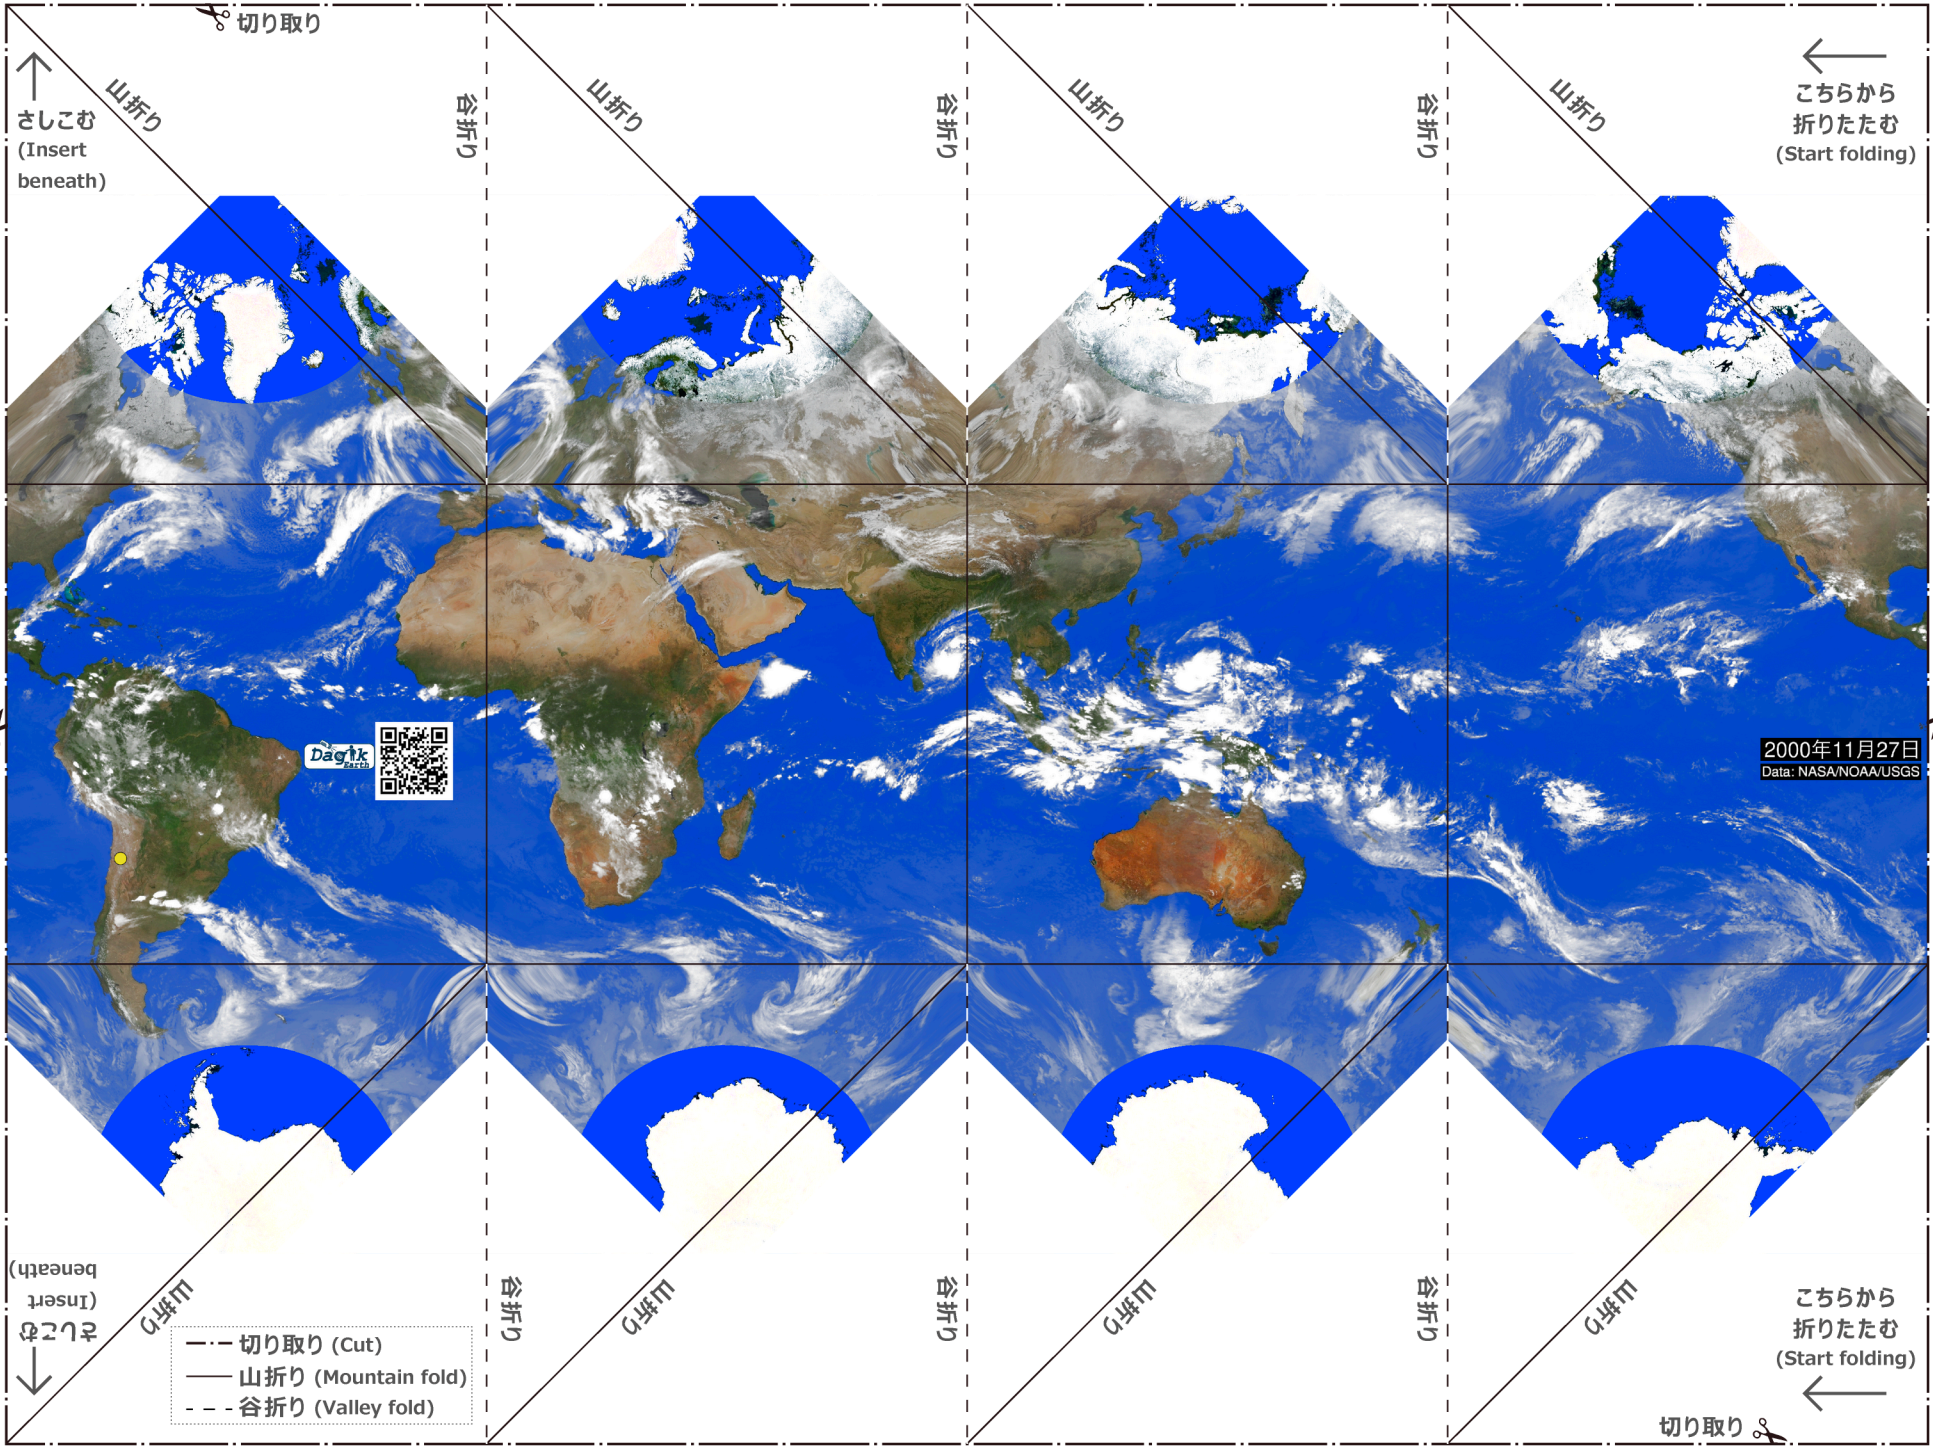 切り取り
さしこむ
(Insert
beneath)
山折り
谷折り
山折り
谷折り
山折り
谷折り
山折り
こちらから
折りたたむ
(Start folding)
Dagik
Earth
2000年11月27日
Data: NASA/NOAA/USGS
さしこむ
(Insert
beneath)
山折り
谷折り
山折り
谷折り
山折り
谷折り
山折り
こちらから
折りたたむ
(Start folding)
切り取り (Cut)
山折り (Mountain fold)
谷折り (Valley fold)
切り取り